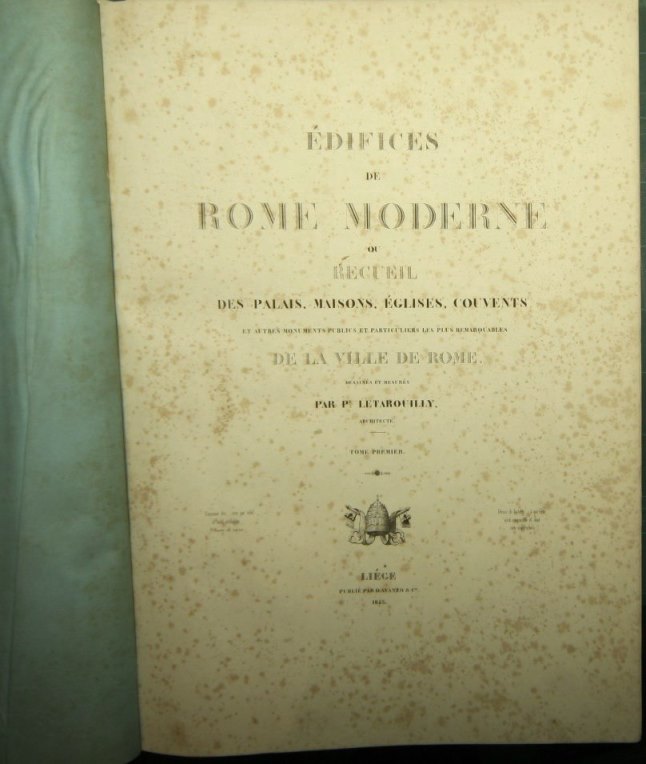 ÉDIFICES
DE
ROME MODERNE
OU
RECUEIL
DES PALAIS, MAISONS, ÉGLISES, COUVENTS
ET AUTRES MONUMENTS PUBLICS ET PARTICULIERS LES PLUS REMARQUABLES
DE LA VILLE DE ROME,
DESSINÉS ET MESURÉS
PAR P. LETAROUILLY,
ARCHITECTE
TOME PREMIER.
LIÉGE
PUBLIÉ PAR D. AVANZO & Cie